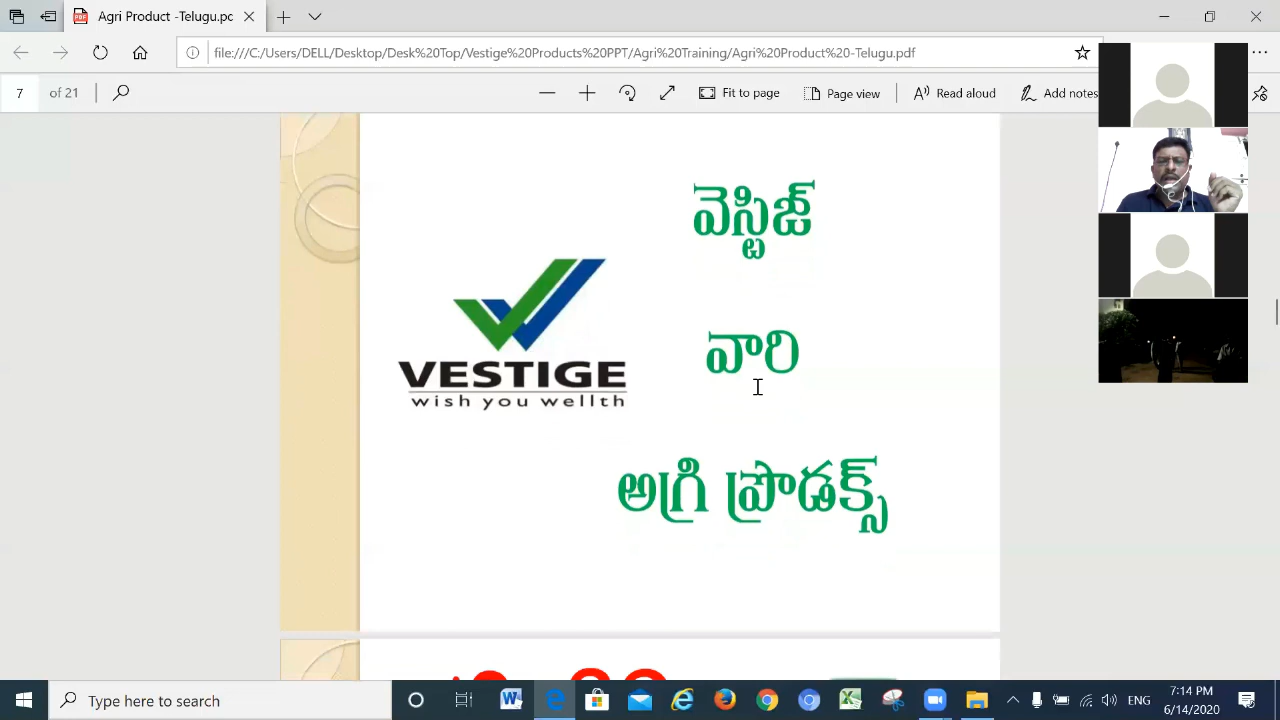 Agri Product -Telugu.pc
file:///C:/Users/DELL/Desktop/Desk%20Top/Vestige%20Products%20PPT/Agri%20Training/Agri%20Product%20-Telugu.pdf
7 of 21
Fit to page
Page view
Read aloud
Add notes
వెస్టిజ్
వారి
అగ్రి ప్రొడక్స్
VESTIGE
wish you wellth
Type here to search
ENG
7:14 PM
6/14/2020